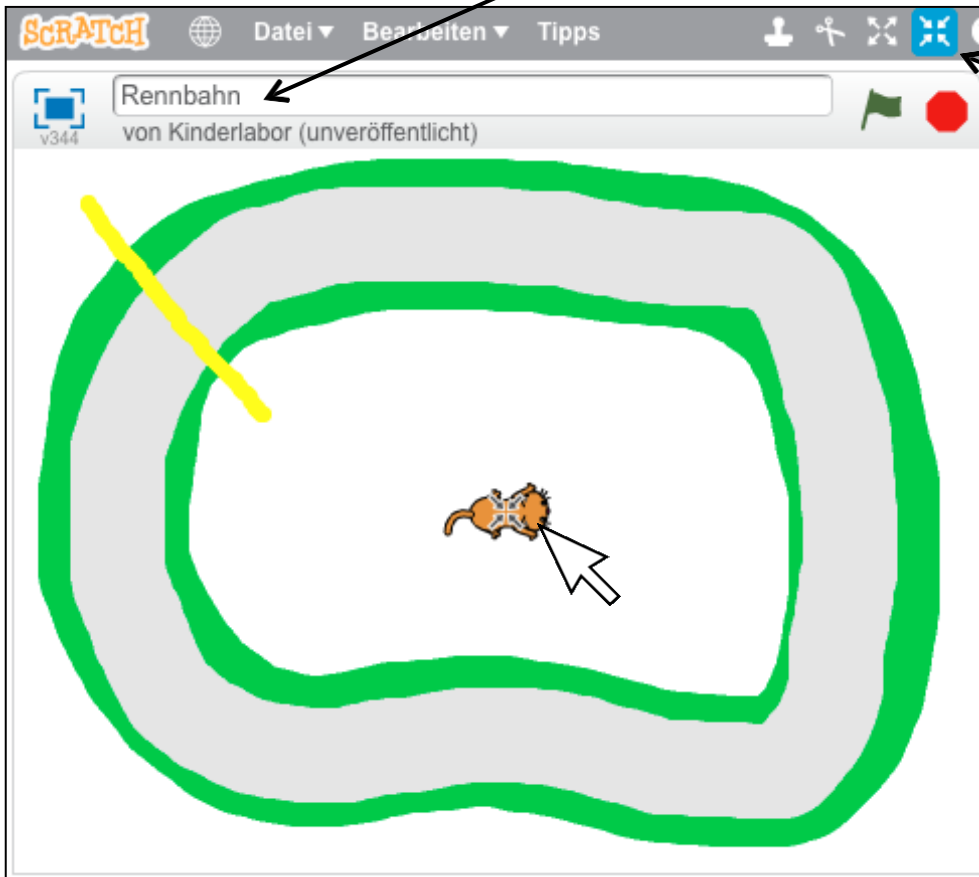 SCRATCH Datei Bearbeiten Tipps
Rennbahn
v344
von Kinderlabor (unveröffentlicht)